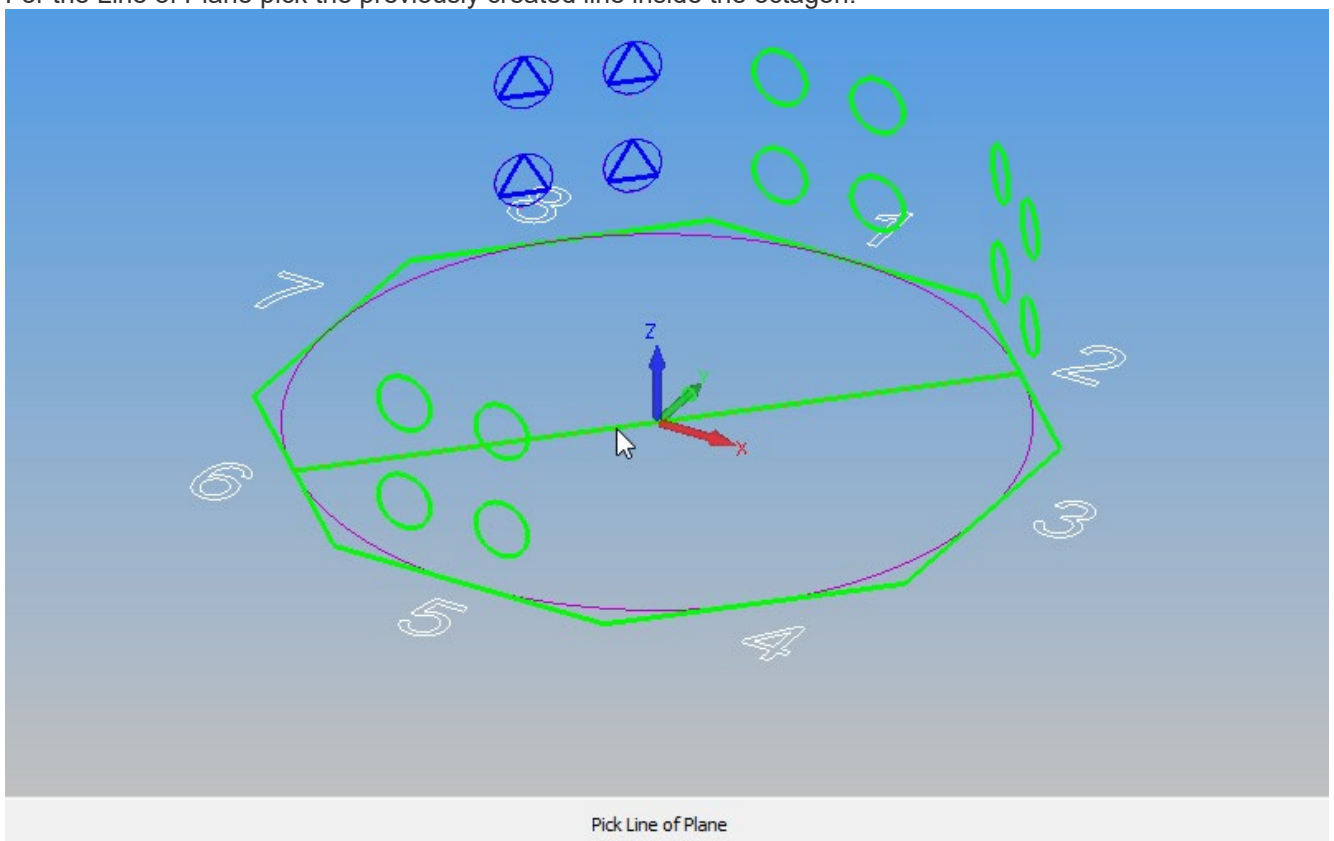 For the Line of Plane pick the previously created line inside the octagon.
8
1
7
Z
2
Y
X
6
3
5
4
Pick Line of Plane